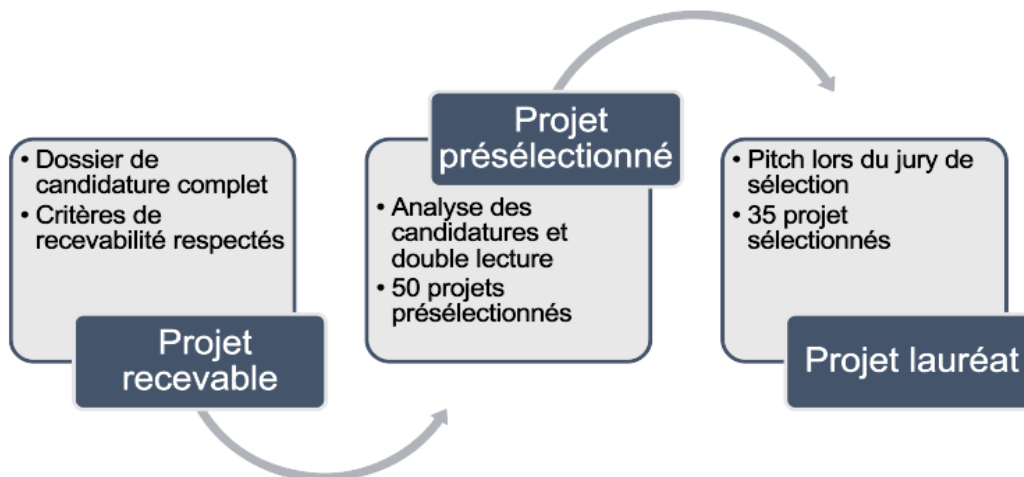 • Dossier de
candidature complet
• Critères de
recevabilité respectés
Projet
recevable
Projet
présélectionné
• Analyse des
candidatures et
double lecture
• 50 projets
présélectionnés
• Pitch lors du jury de
sélection
• 35 projet
sélectionnés
Projet lauréat